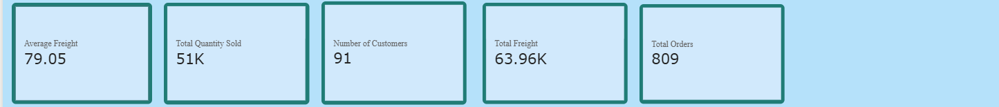 Average Freight
79.05
Total Quantity Sold
51K
Number of Customers
91
Total Freight
63.96K
Total Orders
809